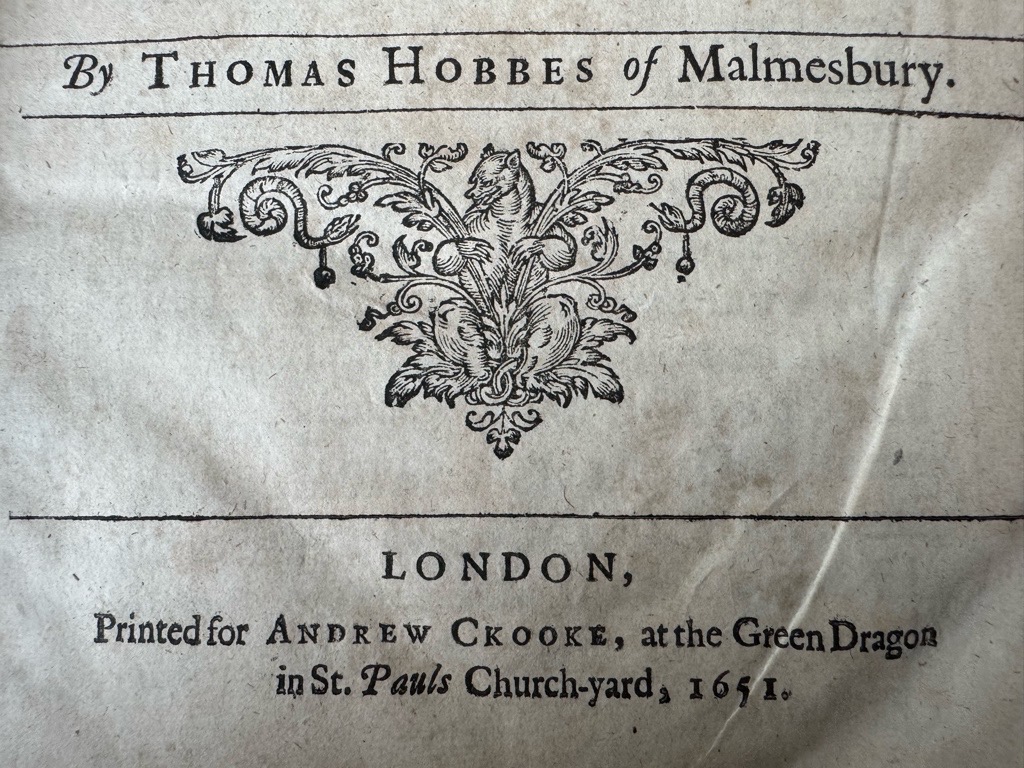 By THOMAS HOBBES of Malmesbury.
LONDON,
Printed for ANDREW CKOOKE, at the Green Dragon
in St. Pauls Church-yard, 1651.